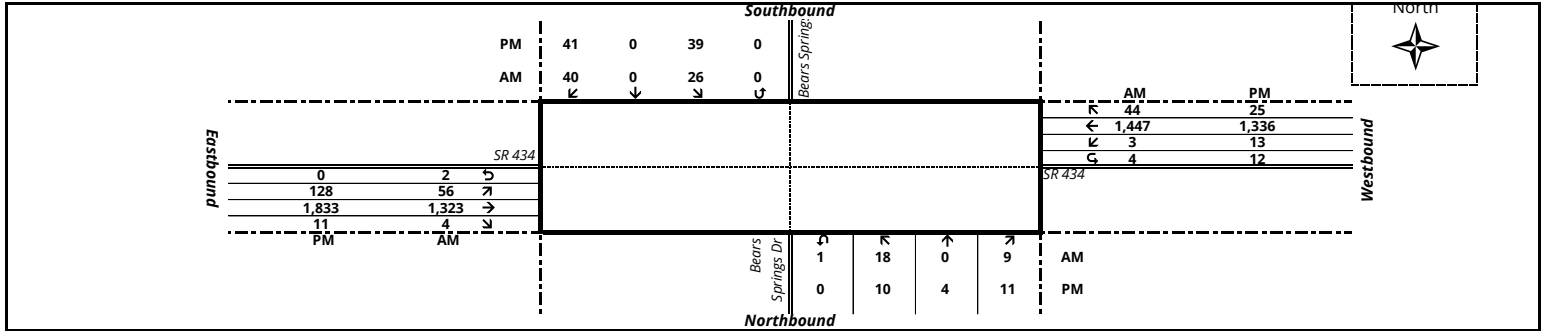 Southbound
North
PM 41 0 39 0
Bears Spring
AM 40 0 26 0
↙ ↓ ↘
AM PM
↖ 44 25
← 1,447 1,336
↙ 3 13
4 12
Eastbound
Westbound
SR 434
SR 434
0 2
128 56 ↗
1,833 1,323 →
11 4 ↘
PM AM
Bears
Springs Dr
↖ ↑ ↗
1 18 0 9 AM
0 10 4 11 PM
Northbound